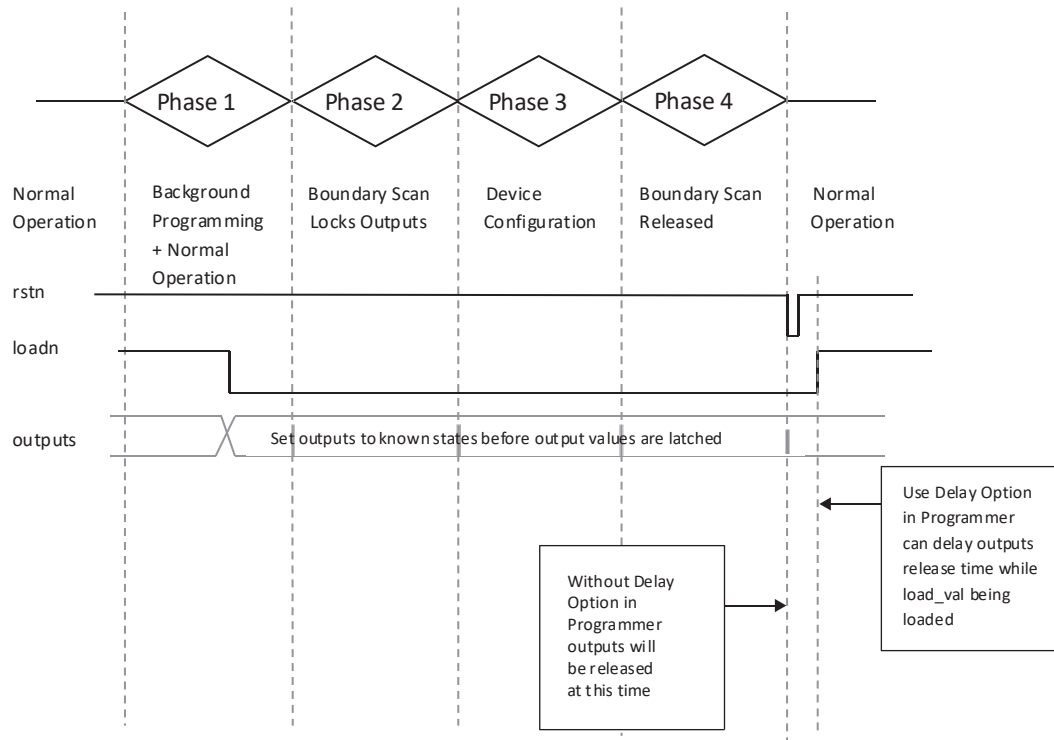 Phase 1
Phase 2
Phase 3
Phase 4
Normal
Operation
Background
Programming
+ Normal
Operation
Boundary Scan
Locks Outputs
Device
Configuration
Boundary Scan
Released
Normal
Operation
rstn
loadn
outputs
Set outputs to known states before output values are latched
Use Delay Option
in Programmer
can delay outputs
release time while
load_val being
loaded
Without Delay
Option in
Programmer
outputs will
be released
at this time